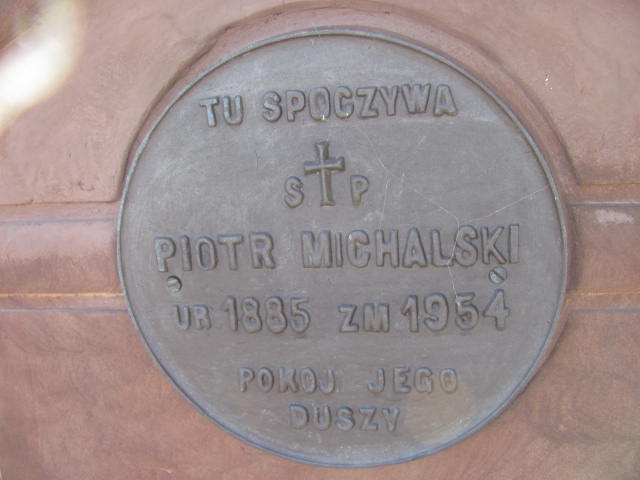 TU SPOCZYWA
S P
PIOTR MICHALSKI
UR 1885 ZM 1954
POKOJ JEGO
DUSZY